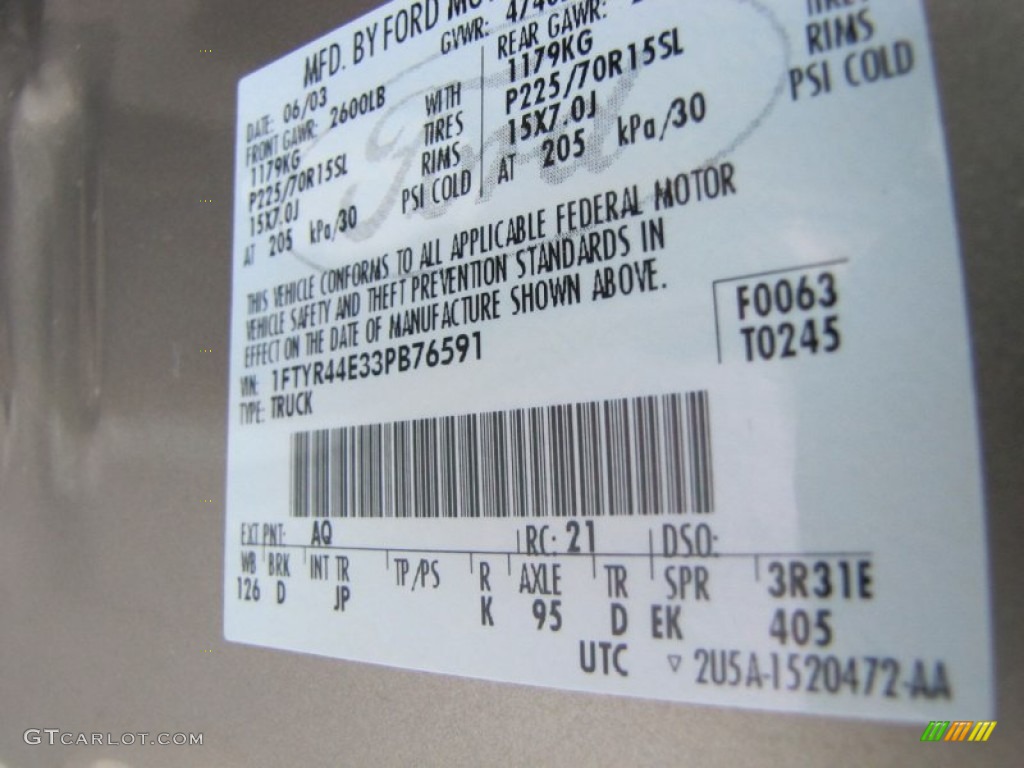 MFD. BY FORD
GVWR:
DATE: 06/03
FRONT GAWR: 2600LB
1179KG
P225/70R15SL
15X7.0J
AT 205 kPa/30
WITH
TIRES
RIMS
PSI COLD
REAR GAWR:
1179KG
P225/70R15SL
15X7.0J
AT 205 kPa/30
RIMS
PSI COLD
Ford
THIS VEHICLE CONFORMS TO ALL APPLICABLE FEDERAL MOTOR
VEHICLE SAFETY AND THEFT PREVENTION STANDARDS IN
EFFECT ON THE DATE OF MANUFACTURE SHOWN ABOVE.
VIN: 1FTYR44E33PB76591
TYPE: TRUCK
F0063
T0245
EXT PNT: AQ RC: 21 DSO:
WB BRK INT TR TP/PS R AXLE TR SPR 3R31E
126 D JP K 95 D EK 405
UTC ▽ 2U5A-1520472-AA
GTCARLOT.COM